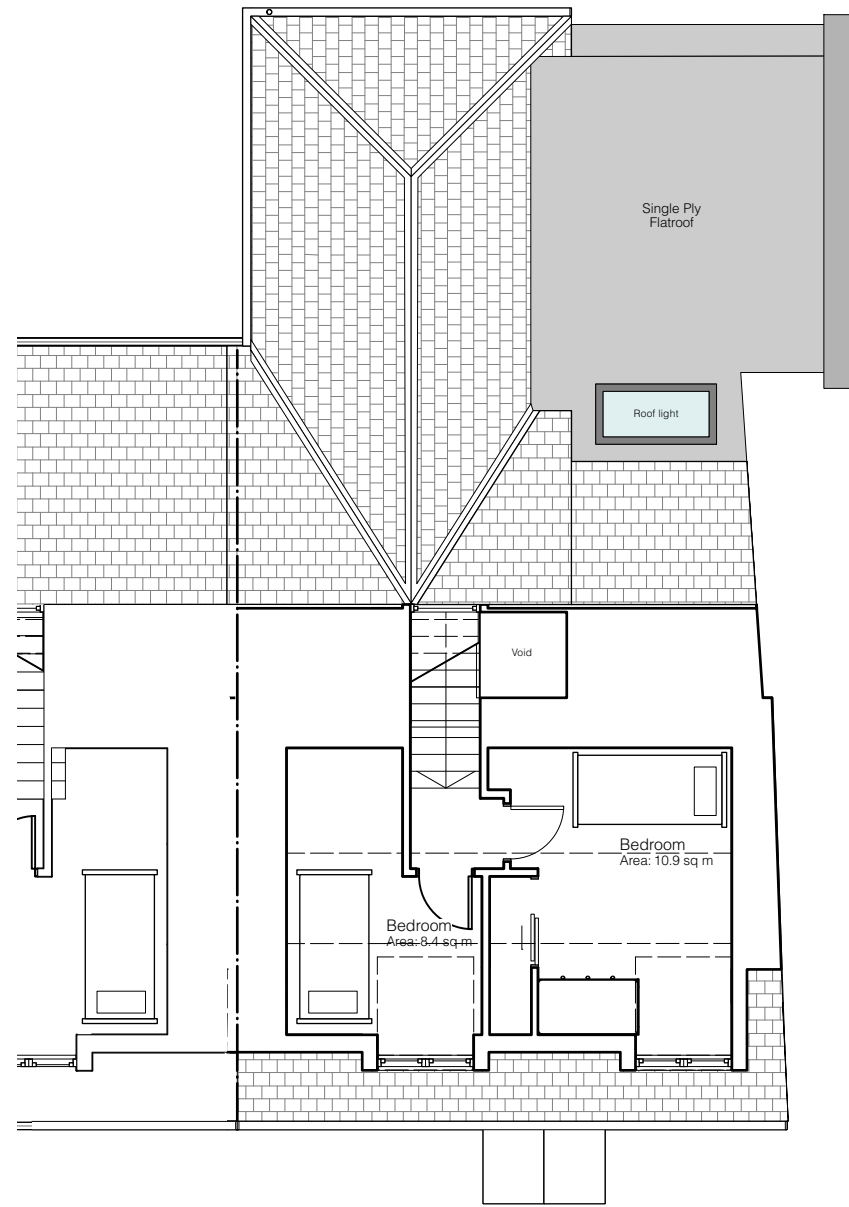 Single Ply
Flatroof
Roof light
Void
Bedroom
Area: 10.9 sq m
Bedroom
Area: 8.4 sq m